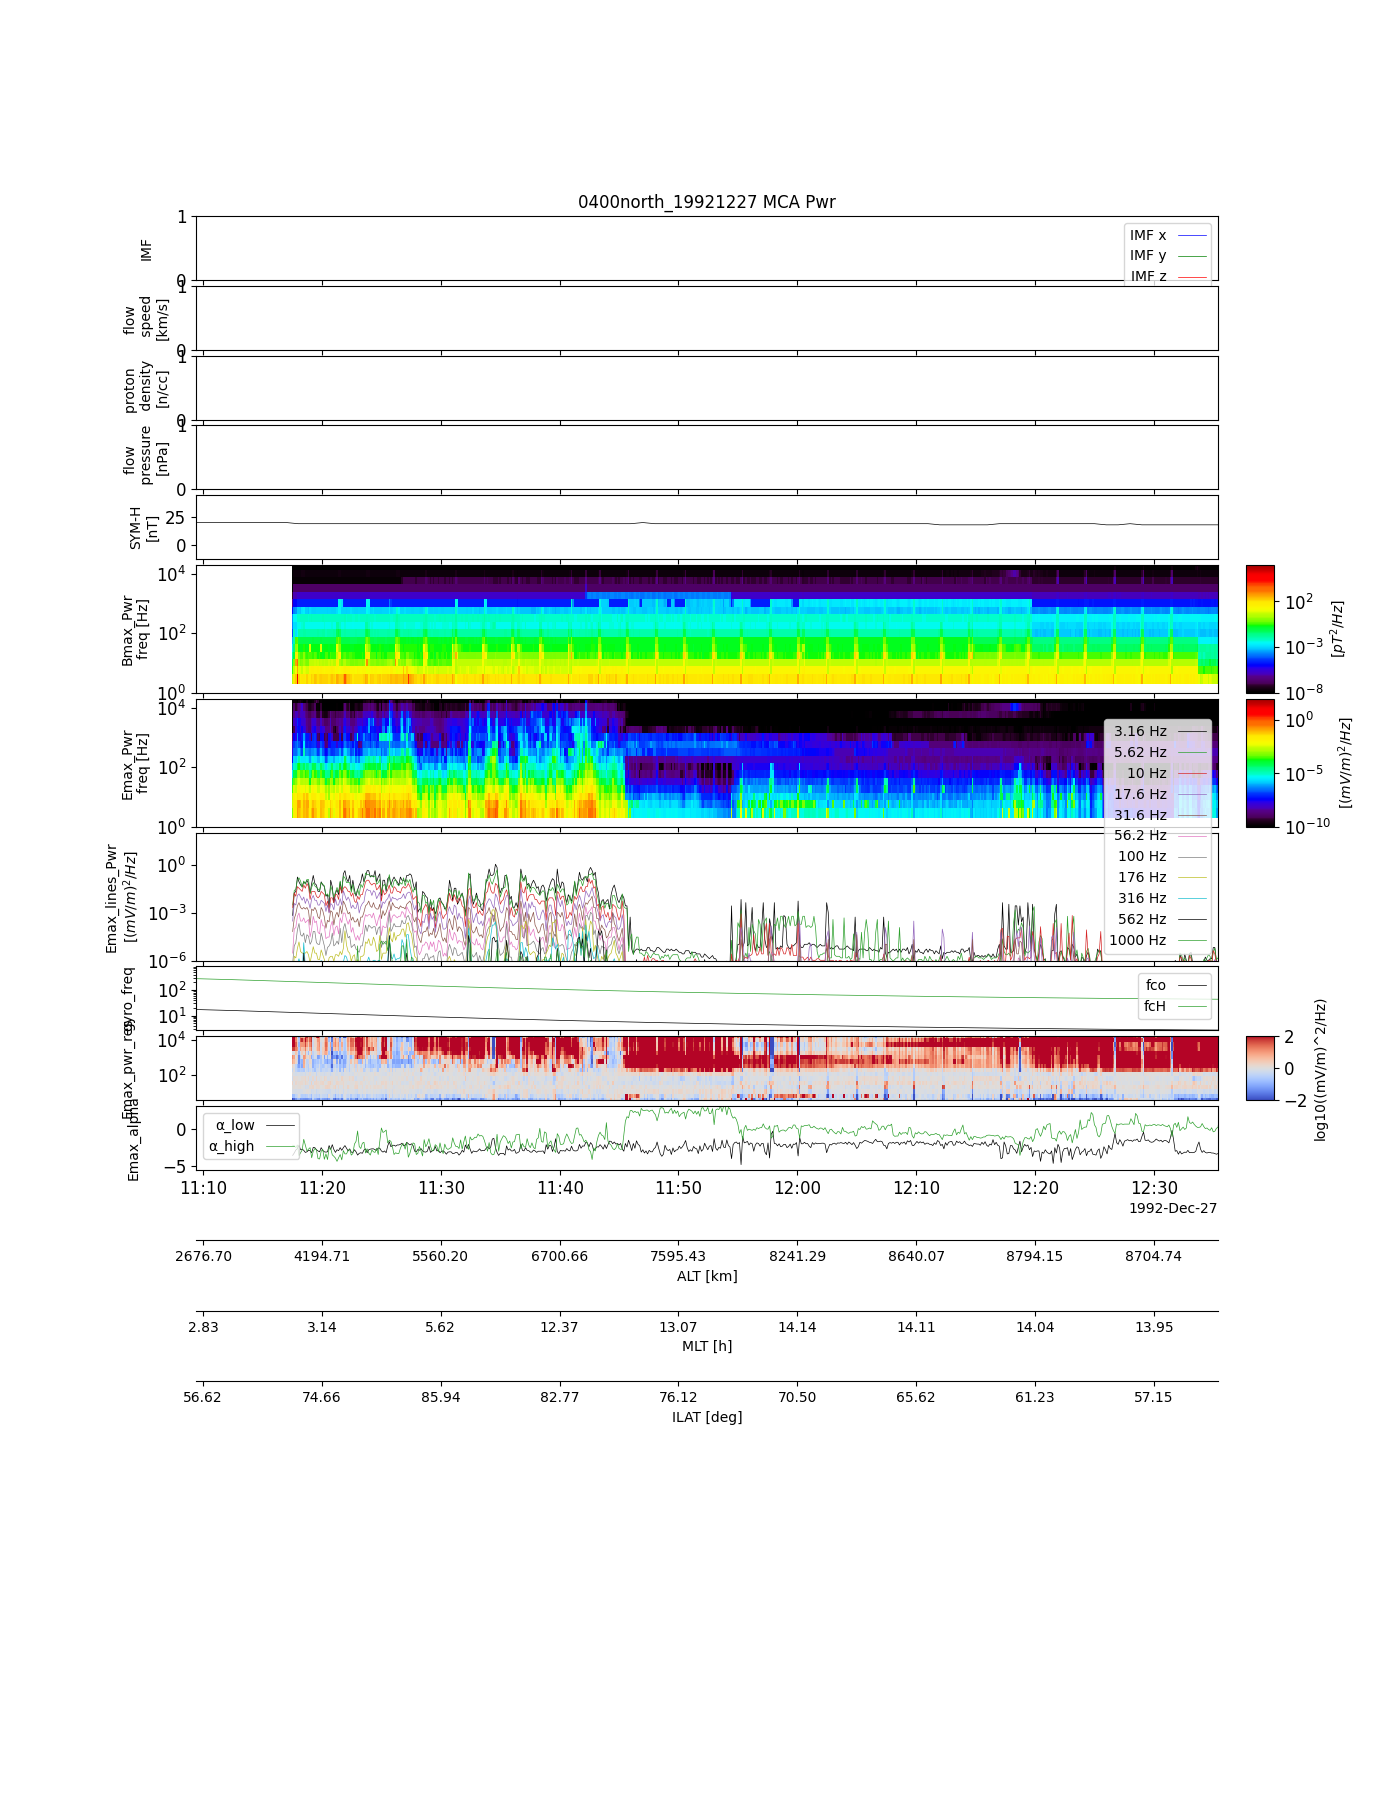 0400north_19921227 MCA Pwr
1
0
IMF
IMF x
IMF y
IMF z
1
0
flow
speed
[km/s]
1
0
proton
density
[n/cc]
1
0
flow
pressure
[nPa]
25
0
SYM-H
[nT]
10^4
10^2
10^0
Bmax_Pwr
freq [Hz]
10^2
10^-3
10^-8
[pT^2/Hz]
10^4
10^2
10^0
Emax_Pwr
freq [Hz]
10^0
10^-5
10^-10
[(mV/m)^2/Hz]
3.16 Hz
5.62 Hz
10 Hz
17.6 Hz
31.6 Hz
56.2 Hz
100 Hz
176 Hz
316 Hz
562 Hz
1000 Hz
10^0
10^-3
10^-6
Emax_lines_Pwr
[(mV/m)^2/Hz]
10^2
10^1
gyro_freq
fco
fcH
10^4
10^2
Emax_pwr_reg
2
0
−2
log10((mV/m)^2/Hz)
0
−5
Emax_alpha
α_low
α_high
11:10 11:20 11:30 11:40 11:50 12:00 12:10 12:20 12:30
1992-Dec-27
2676.70 4194.71 5560.20 6700.66 7595.43 8241.29 8640.07 8794.15 8704.74
ALT [km]
2.83 3.14 5.62 12.37 13.07 14.14 14.11 14.04 13.95
MLT [h]
56.62 74.66 85.94 82.77 76.12 70.50 65.62 61.23 57.15
ILAT [deg]